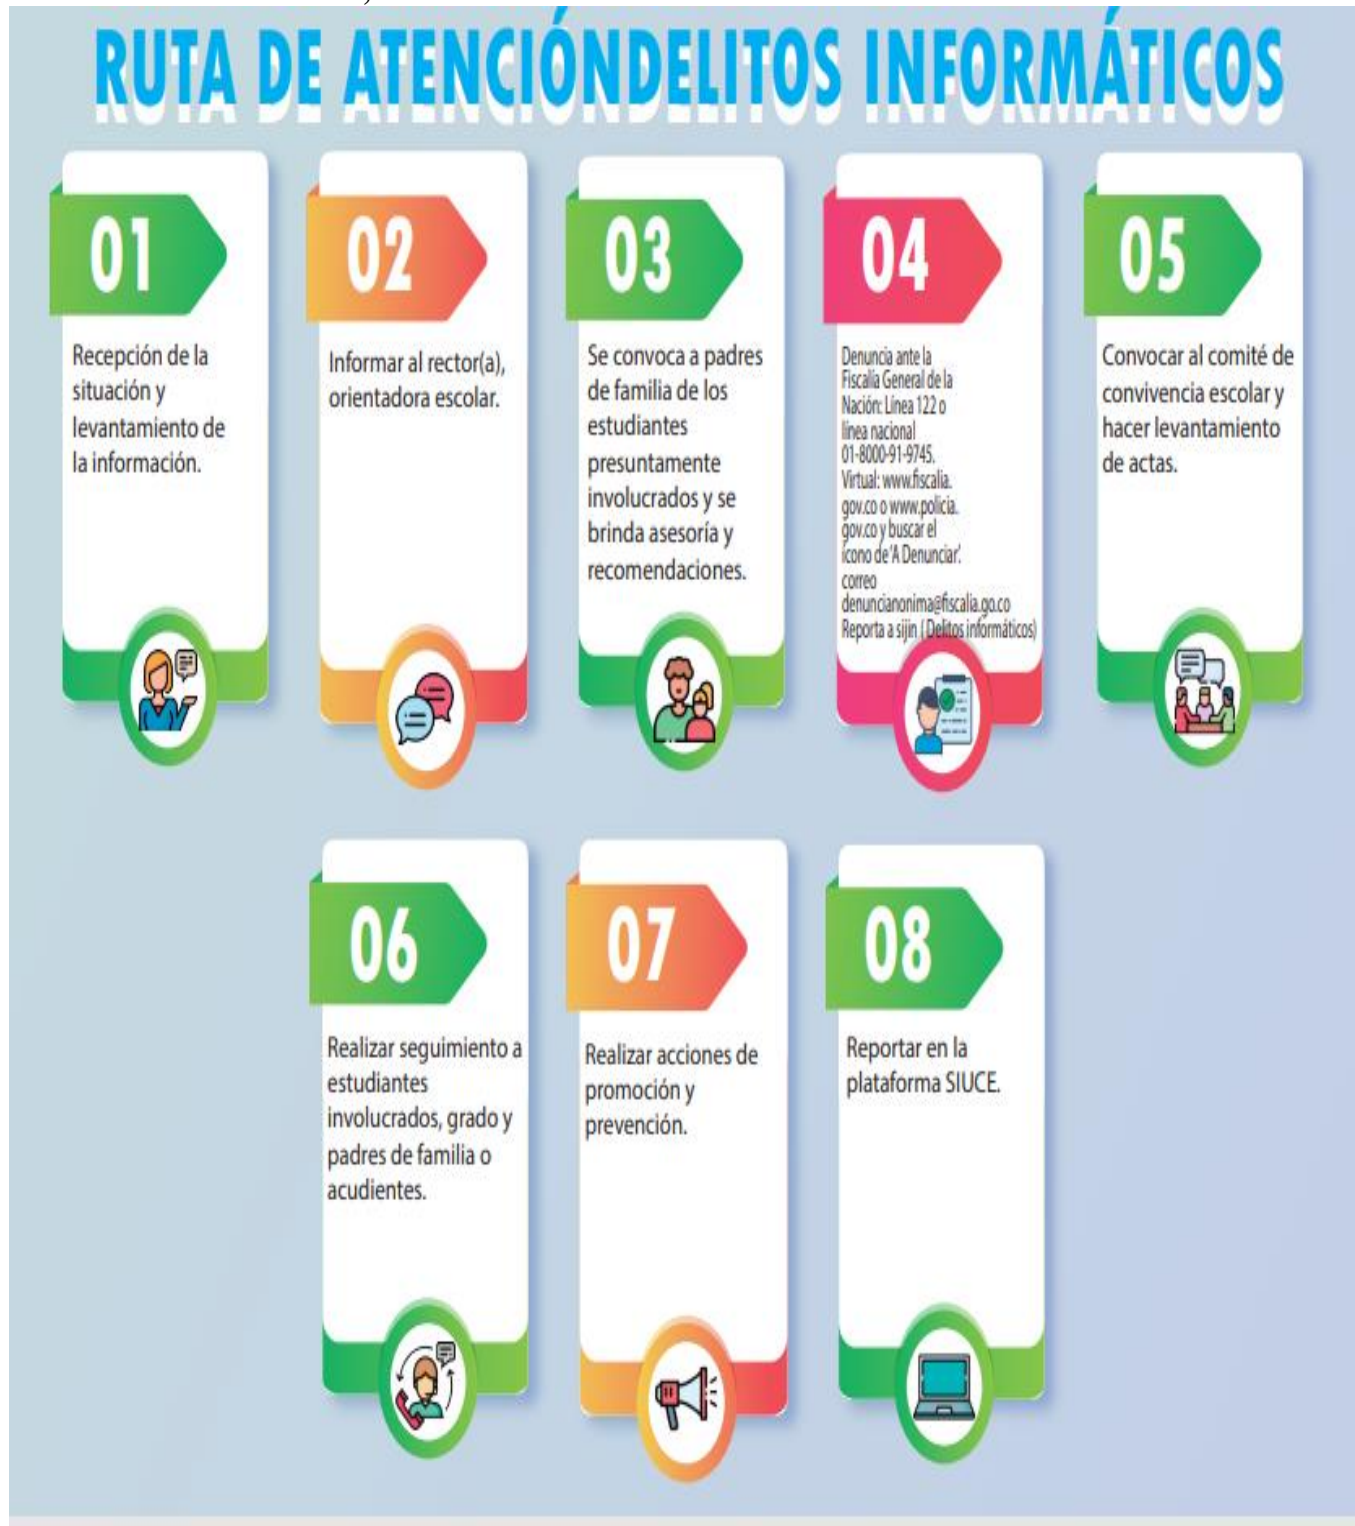 RUTA DE ATENCIÓNDELITOS INFORMÁTICOS
01
Recepción de la
situación y
levantamiento de
la información.
02
Informar al rector(a),
orientadora escolar.
03
Se convoca a padres
de familia de los
estudiantes
presuntamente
involucrados y se
brinda asesoría y
recomendaciones.
04
Denuncia ante la
Fiscalía General de la
Nación: Línea 122 o
línea nacional
01-8000-91-9745.
Virtual: www.fiscalia.
gov.co o www.policia.
gov.co y buscar el
ícono de 'A Denunciar'.
correo
denuncianonima@fiscalia.go.co
Reporta a sijin ( Delitos informáticos)
05
Convocar al comité de
convivencia escolar y
hacer levantamiento
de actas.
06
Realizar seguimiento a
estudiantes
involucrados, grado y
padres de familia o
acudientes.
07
Realizar acciones de
promoción y
prevención.
08
Reportar en la
plataforma SIUCE.